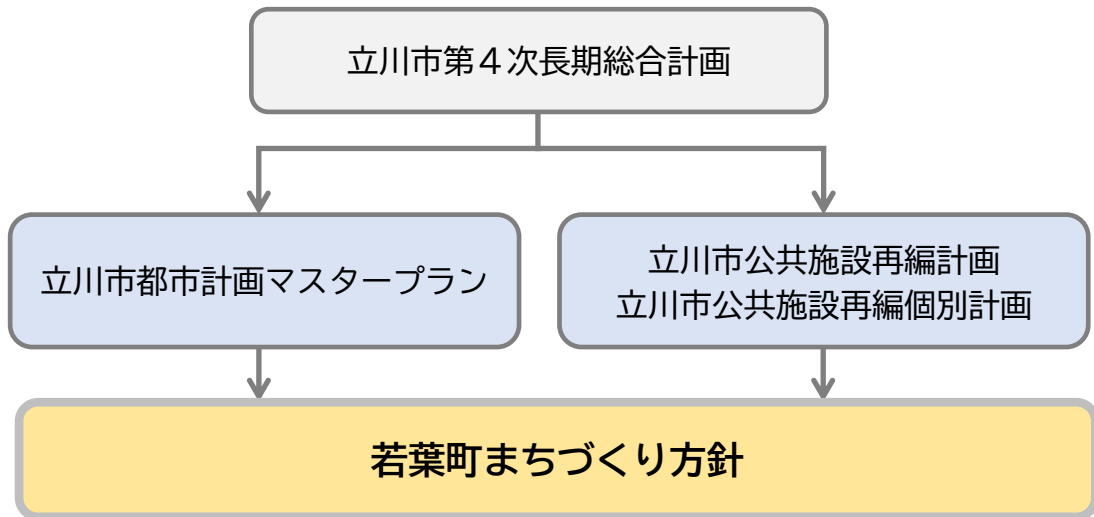 立川市第４次長期総合計画
立川市都市計画マスタープラン
立川市公共施設再編計画
立川市公共施設再編個別計画
若葉町まちづくり方針